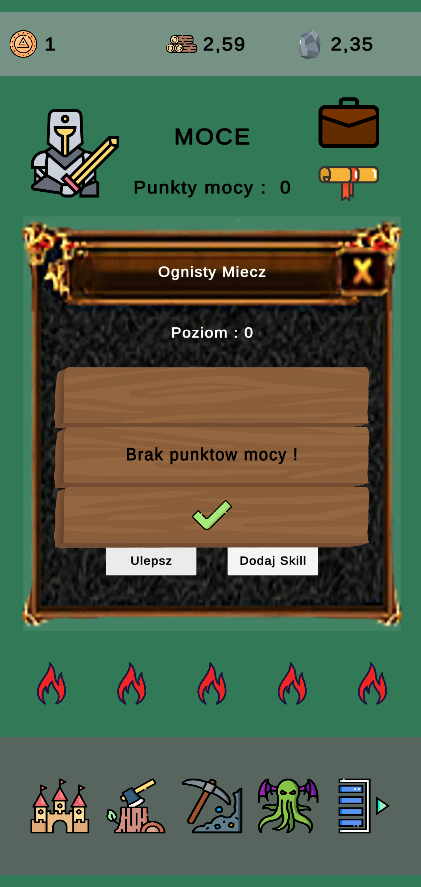 1 2,59 2,35
MOCE
Punkty mocy : 0
Ognisty Miecz
X
Poziom : 0
Brak punktow mocy !
Ulepsz Dodaj Skill